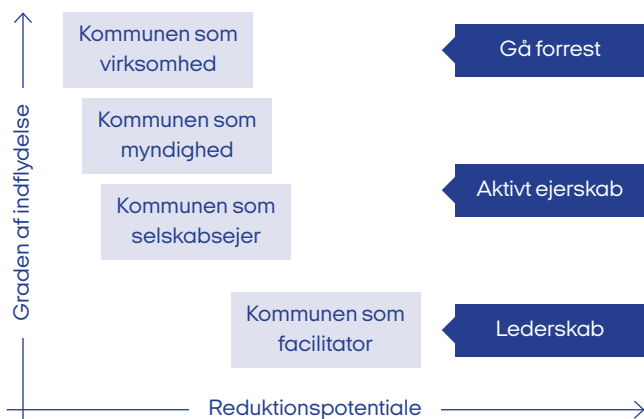 Kommunen som
virksomhed
Gå forrest
Kommunen som
myndighed
Kommunen som
selskabsejer
Aktivt ejerskab
Kommunen som
facilitator
Lederskab
Graden af indflydelse
Reduktionspotentiale